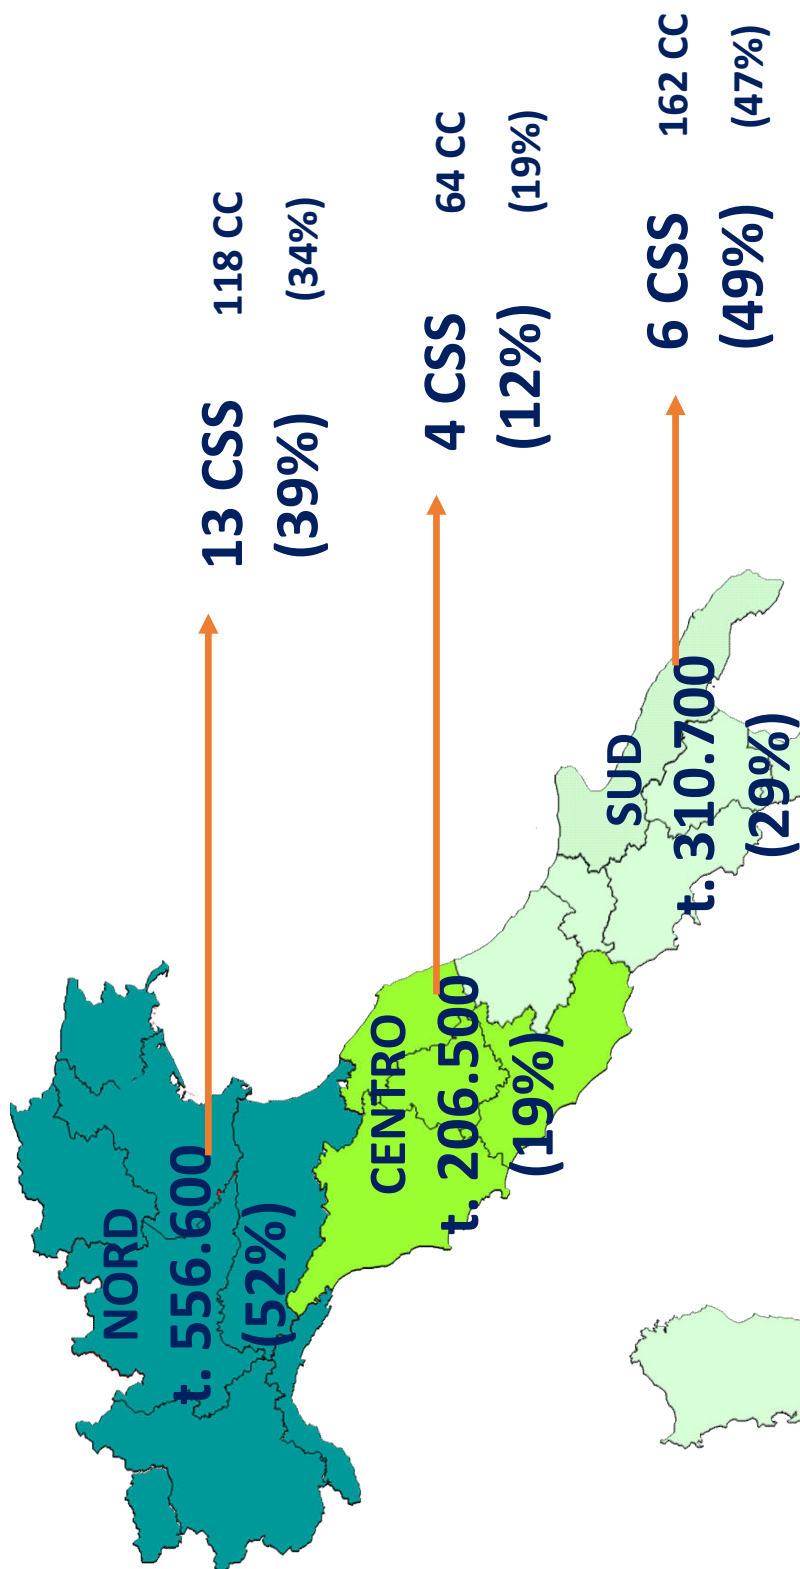 NORD
t. 556.600
(52%)
13 CSS
(39%)
118 CC
(34%)
CENTRO
t. 206.500
(19%)
4 CSS
(12%)
64 CC
(19%)
SUD
t. 310.700
(29%)
6 CSS
(49%)
162 CC
(47%)